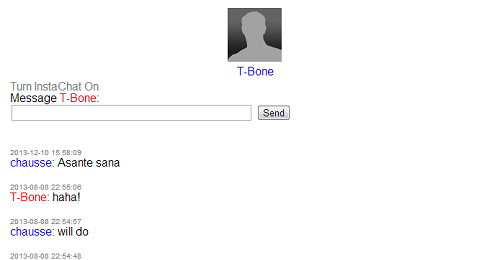 T-Bone
Turn InstaChat On
Message T-Bone:
Send
2013-12-10 15:58:09
chausse: Asante sana
2013-08-08 22:55:06
T-Bone: haha!
2013-08-08 22:54:57
chausse: will do
2013-08-08 22:54:48